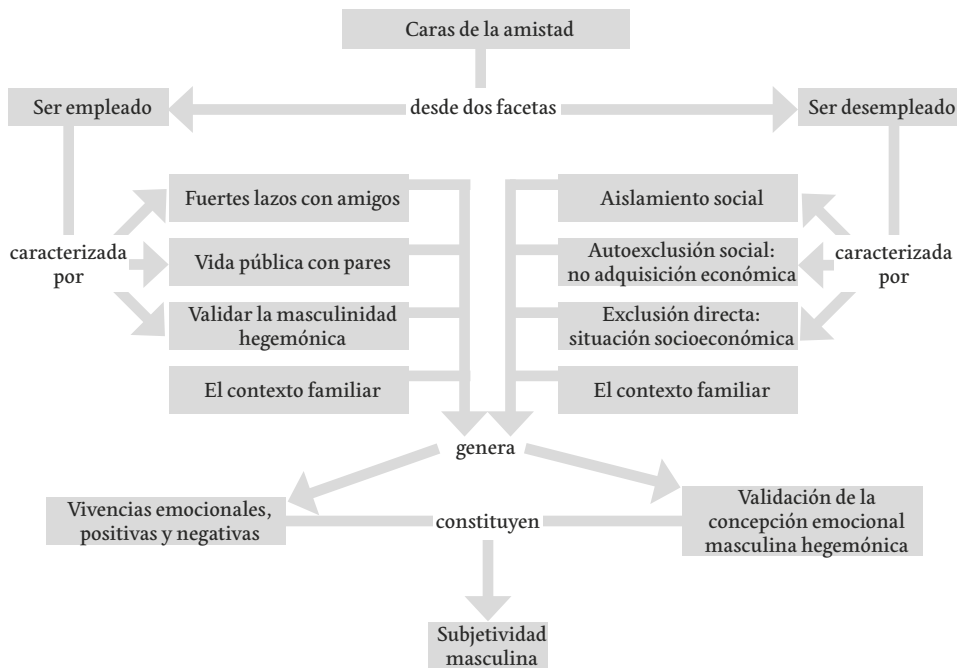 Caras de la amistad
Ser empleado
desde dos facetas
Ser desempleado
Fuertes lazos con amigos
Aislamiento social
caracterizada
por
Vida pública con pares
Autoexclusión social:
no adquisición económica
caracterizada
por
Validar la masculinidad
hegemónica
Exclusión directa:
situación socioeconómica
El contexto familiar
El contexto familiar
genera
Vivencias emocionales,
positivas y negativas
constituyen
Validación de la
concepción emocional
masculina hegemónica
Subjetividad
masculina